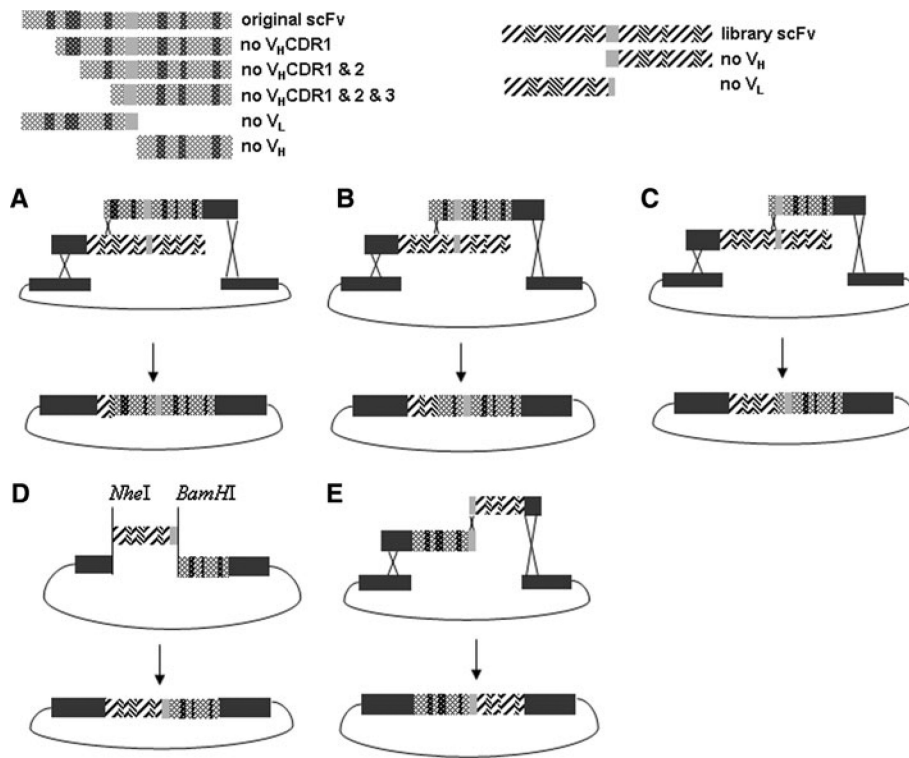 original scFv
no VHCDR1
no VHCDR1 & 2
no VHCDR1 & 2 & 3
no VL
no VH
library scFv
no VH
no VL
A
B
C
D
NheI
BamHI
E